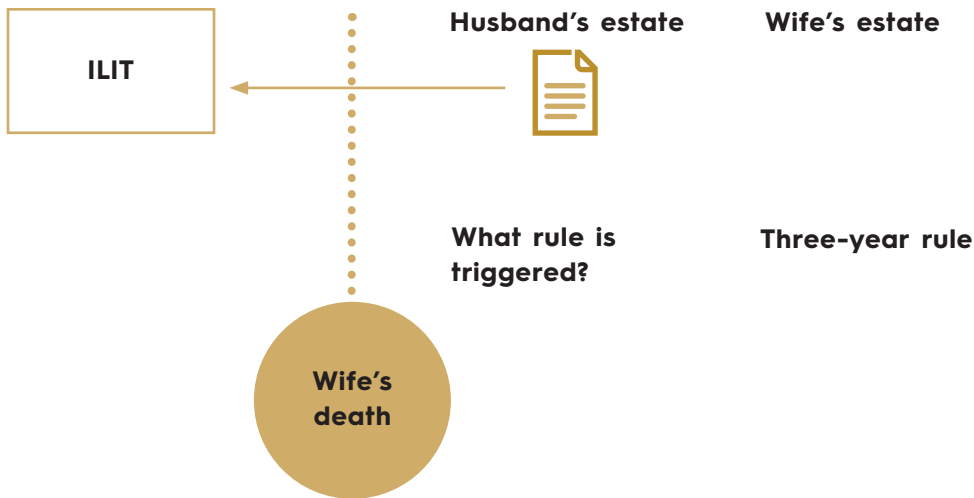 Husband’s estate
Wife’s estate
ILIT
What rule is
triggered?
Three-year rule
Wife’s
death